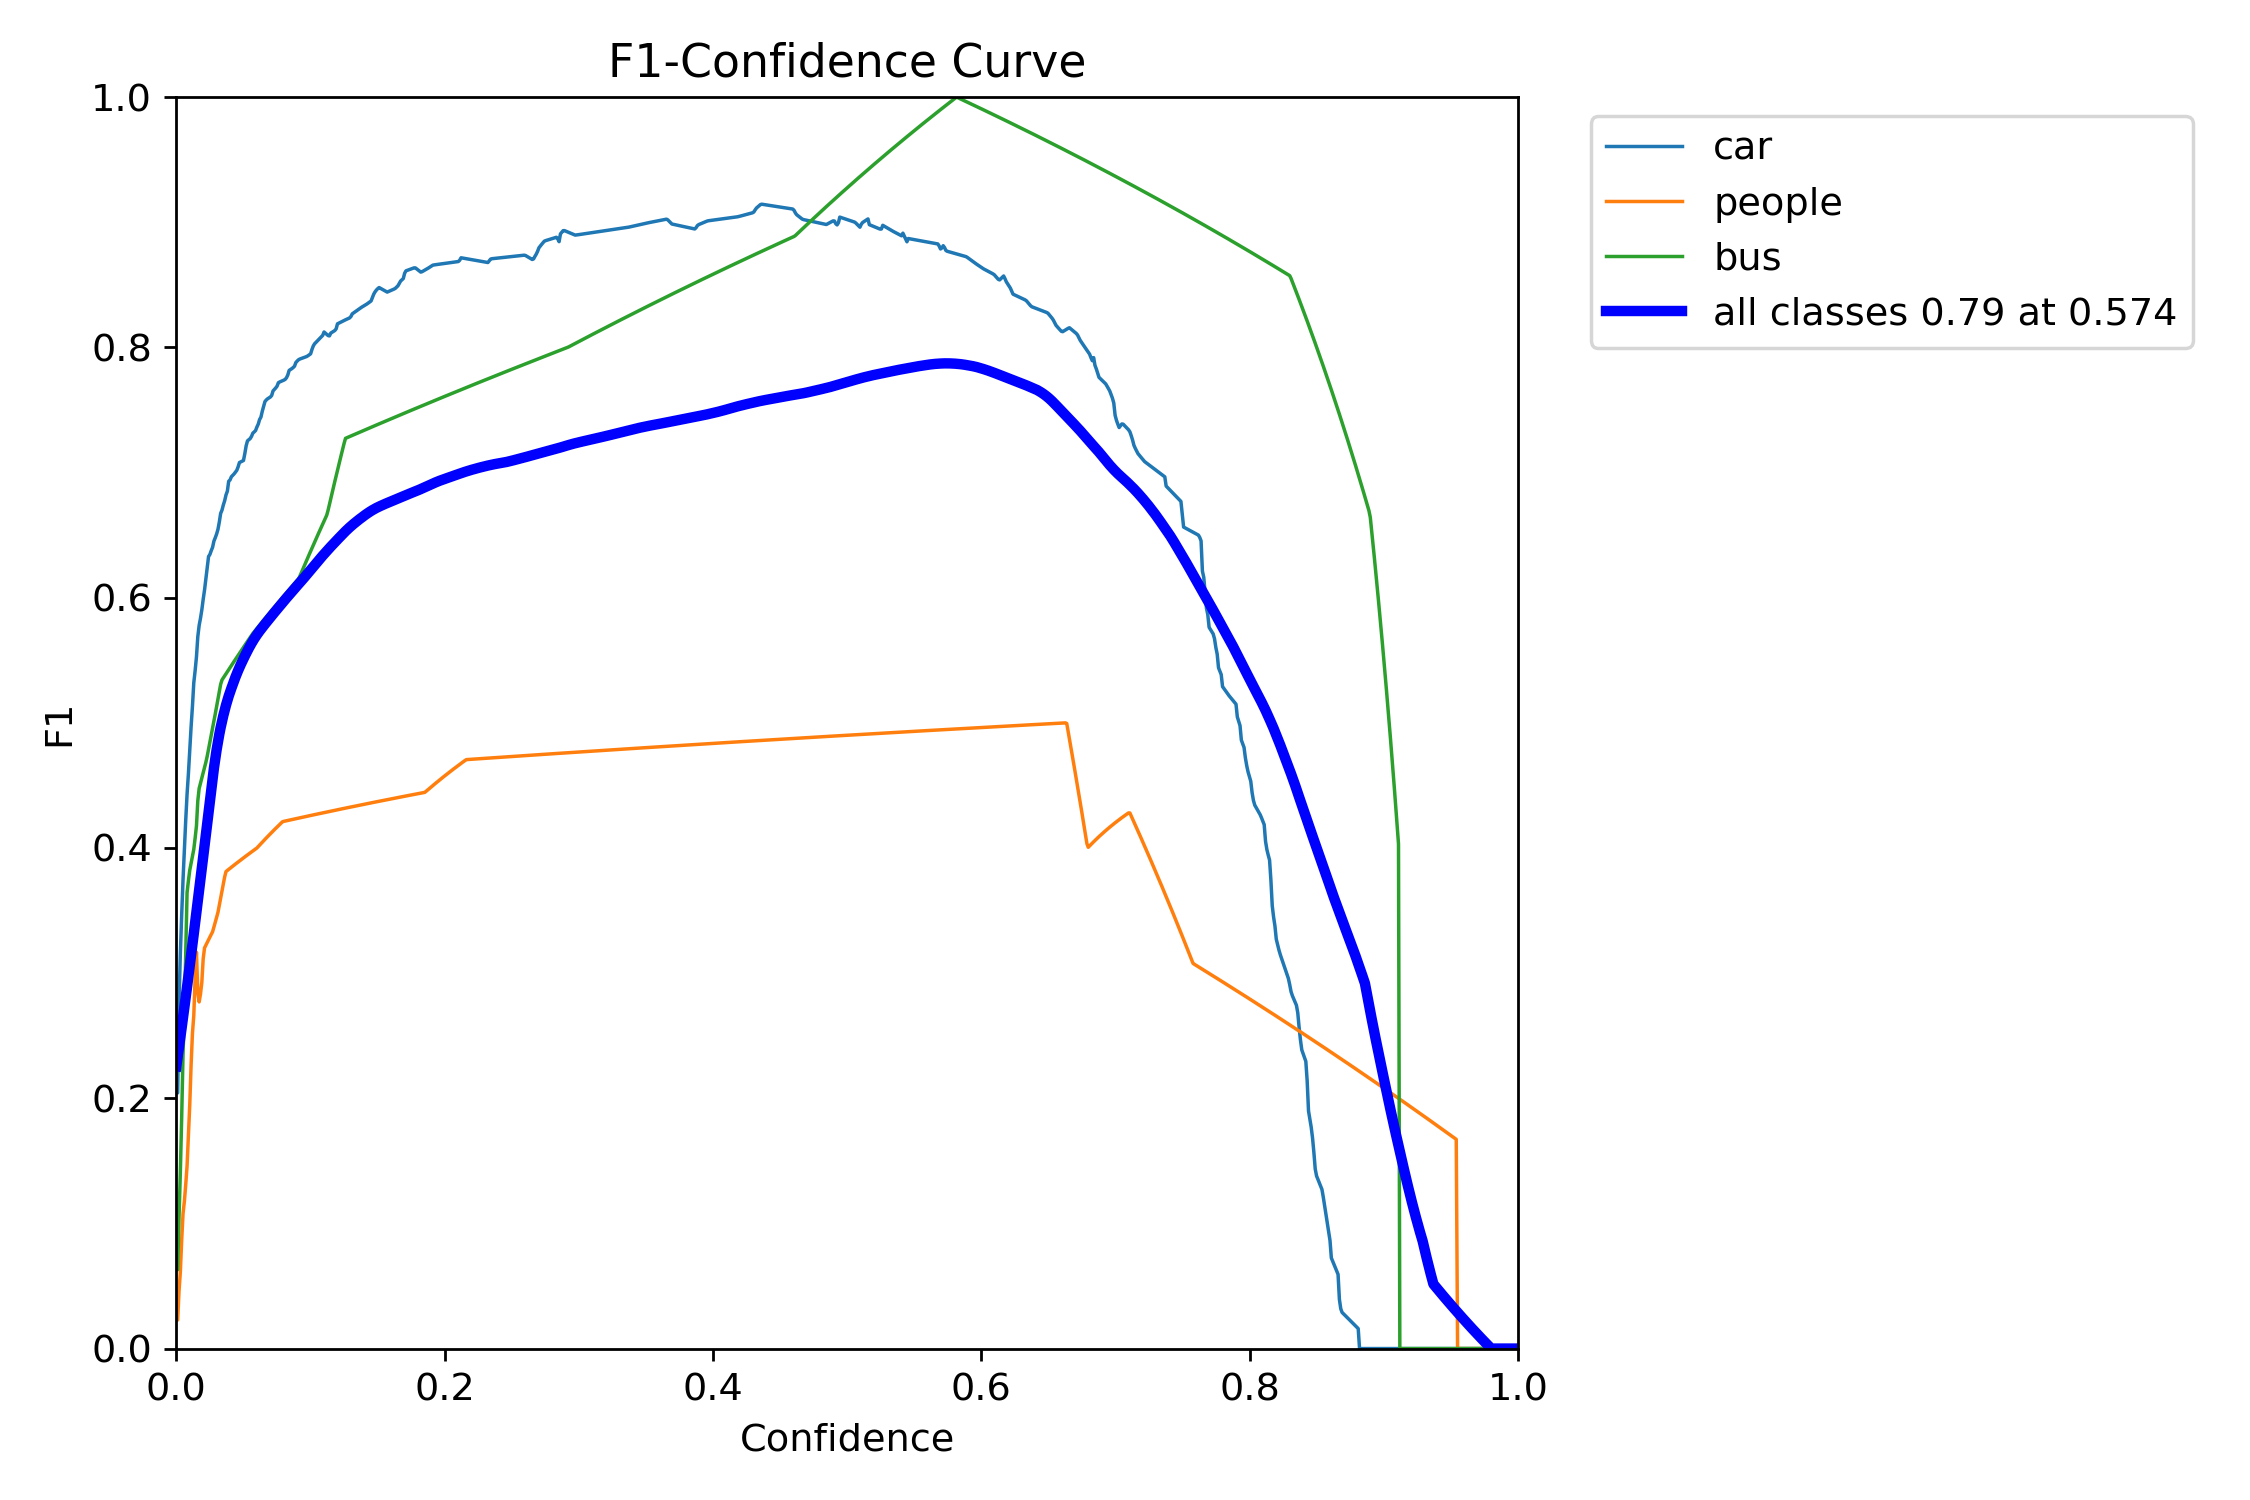 F1-Confidence Curve
1.0
0.8
0.6
0.4
0.2
0.0
F1
0.0 0.2 0.4 0.6 0.8 1.0
Confidence
car
people
bus
all classes 0.79 at 0.574